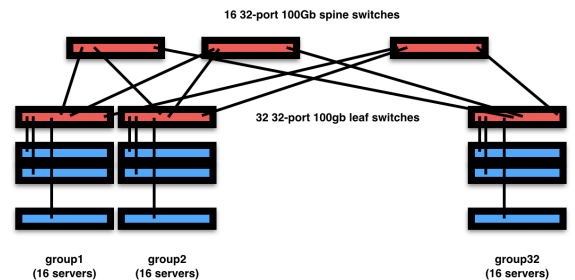 16 32-port 100Gb spine switches
32 32-port 100gb leaf switches
group1
(16 servers)
group2
(16 servers)
group32
(16 servers)